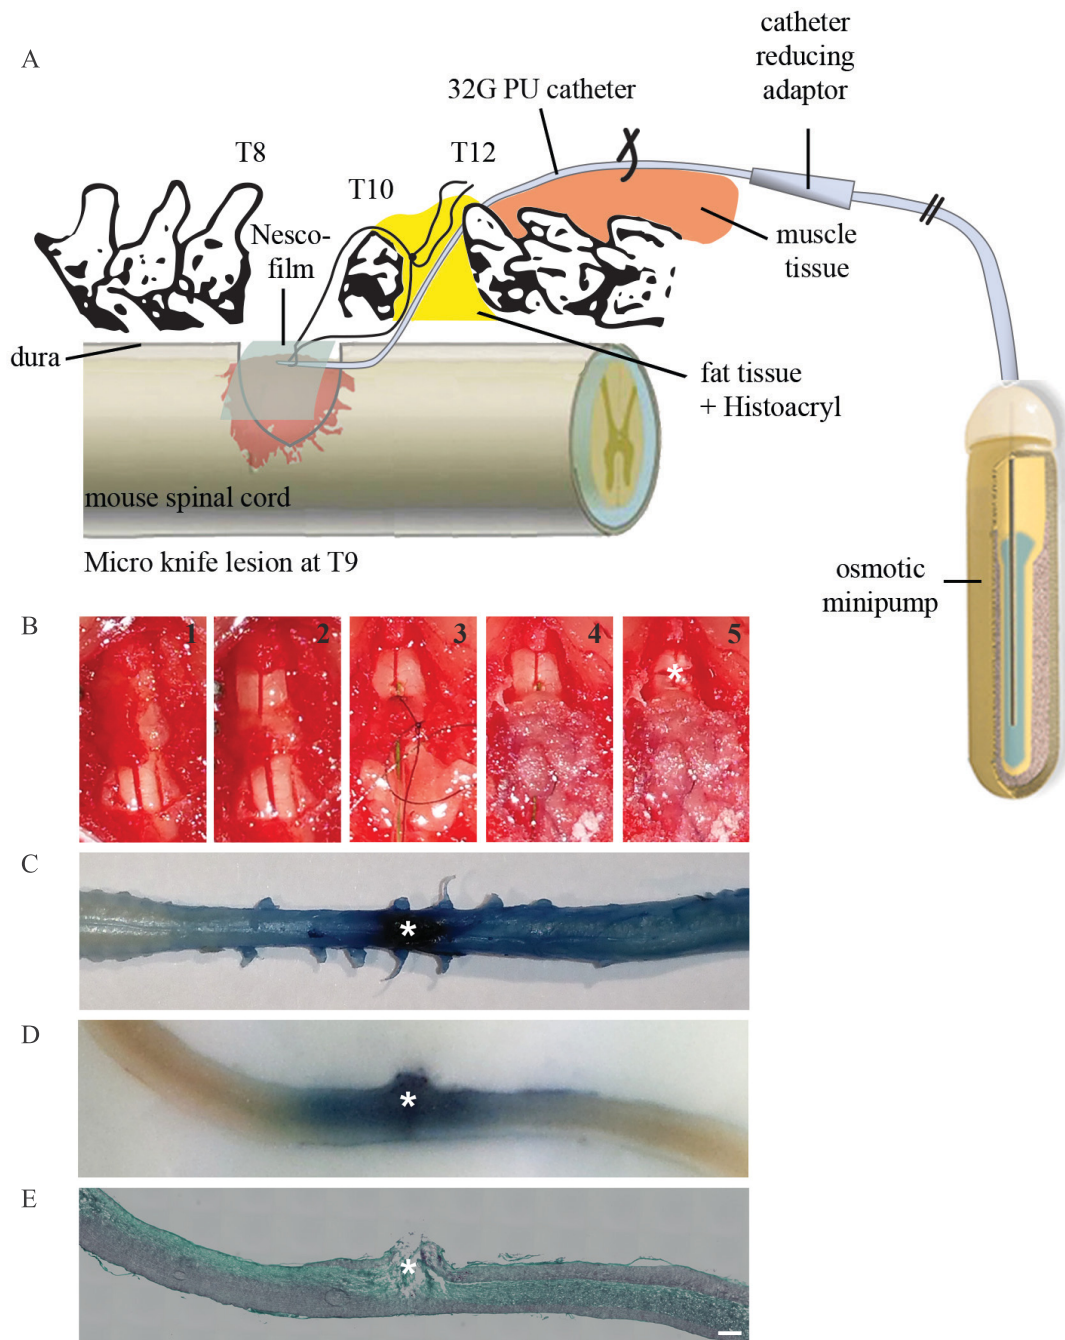 A
catheter
reducing
adaptor
32G PU catheter
T8
T12
T10
Nesco-
film
muscle
tissue
dura
fat tissue
+ Histoacryl
mouse spinal cord
Micro knife lesion at T9
osmotic
minipump
B
1
2
3
4
5
*
C
*
D
*
E
*